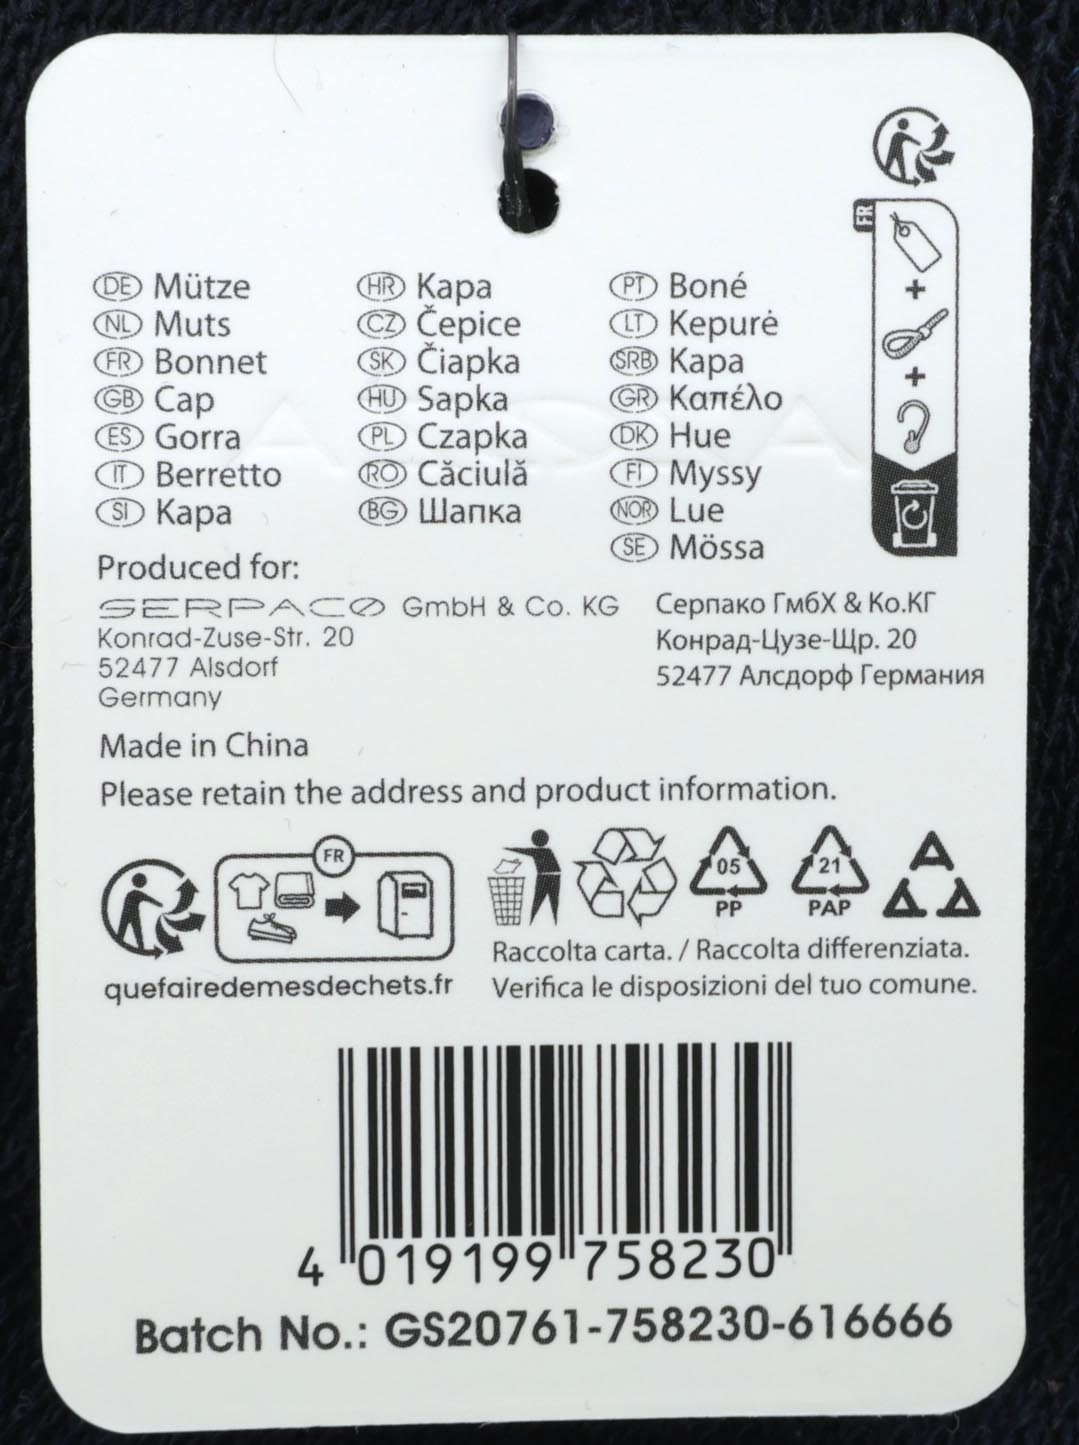 FR
DE Mütze
NL Muts
FR Bonnet
GB Cap
ES Gorra
IT Berretto
SI Kapa
HR Kapa
CZ Čepice
SK Čiapka
HU Sapka
PL Czapka
RO Căciulă
BG Шапка
PT Boné
LT Kepurė
SRB Kapa
GR Καπέλο
DK Hue
FI Myssy
NOR Lue
SE Mössa
Produced for:
SERPACO GmbH & Co. KG
Konrad-Zuse-Str. 20
52477 Alsdorf
Germany
Серпако ГмбХ & Ко.КГ
Конрад-Цузе-Щр. 20
52477 Алсдорф Германия
Made in China
Please retain the address and product information.
FR
quefairedemesdechets.fr
05
PP
21
PAP
Raccolta carta. / Raccolta differenziata.
Verifica le disposizioni del tuo comune.
4 019199 758230
Batch No.: GS20761-758230-616666